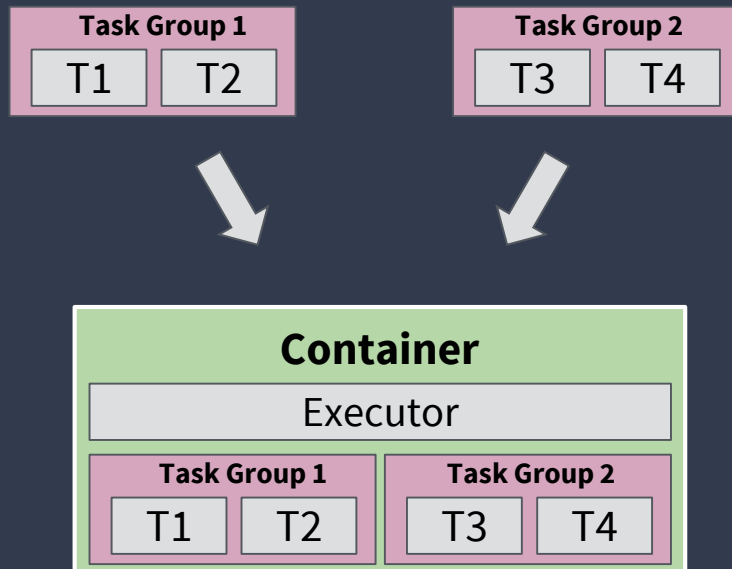 Task Group 1
T1 T2
Task Group 2
T3 T4
Container
Executor
Task Group 1
T1 T2
Task Group 2
T3 T4